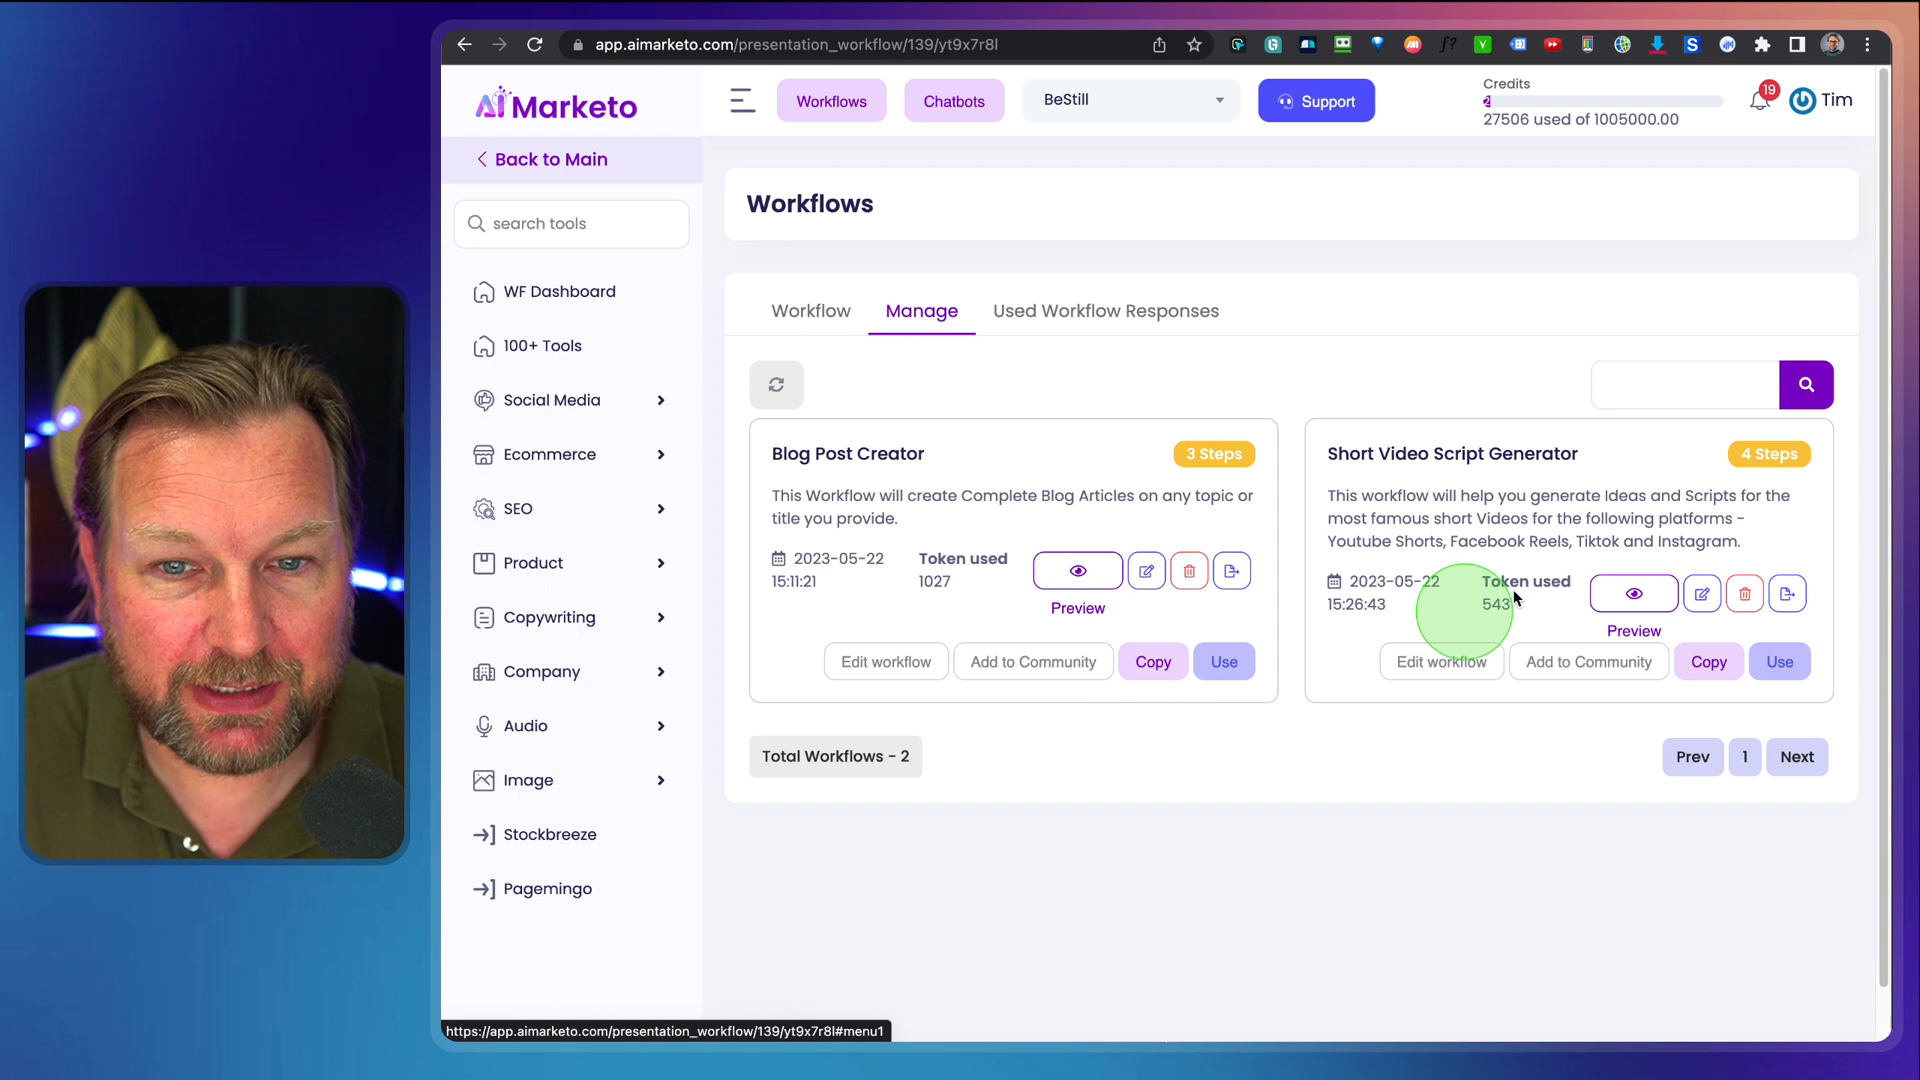 app.aimarketo.com/presentation_workflow/139/yt9x7r8l
AiMarketo
Workflows
Chatbots
BeStill
Support
Credits
2
27506 used of 1005000.00
19
Tim
Back to Main
search tools
WF Dashboard
100+ Tools
Social Media
Ecommerce
SEO
Product
Copywriting
Company
Audio
Image
Stockbreeze
Pagemingo
Workflows
Workflow
Manage
Used Workflow Responses
Blog Post Creator
3 Steps
This Workflow will create Complete Blog Articles on any topic or
title you provide.
2023-05-22
15:11:21
Token used
1027
Preview
Edit workflow
Add to Community
Copy
Use
Short Video Script Generator
4 Steps
This workflow will help you generate Ideas and Scripts for the
most famous short Videos for the following platforms -
Youtube Shorts, Facebook Reels, Tiktok and Instagram.
2023-05-22
15:26:43
Token used
543
Preview
Edit workflow
Add to Community
Copy
Use
Total Workflows - 2
Prev
1
Next
https://app.aimarketo.com/presentation_workflow/139/yt9x7r8l#menu1